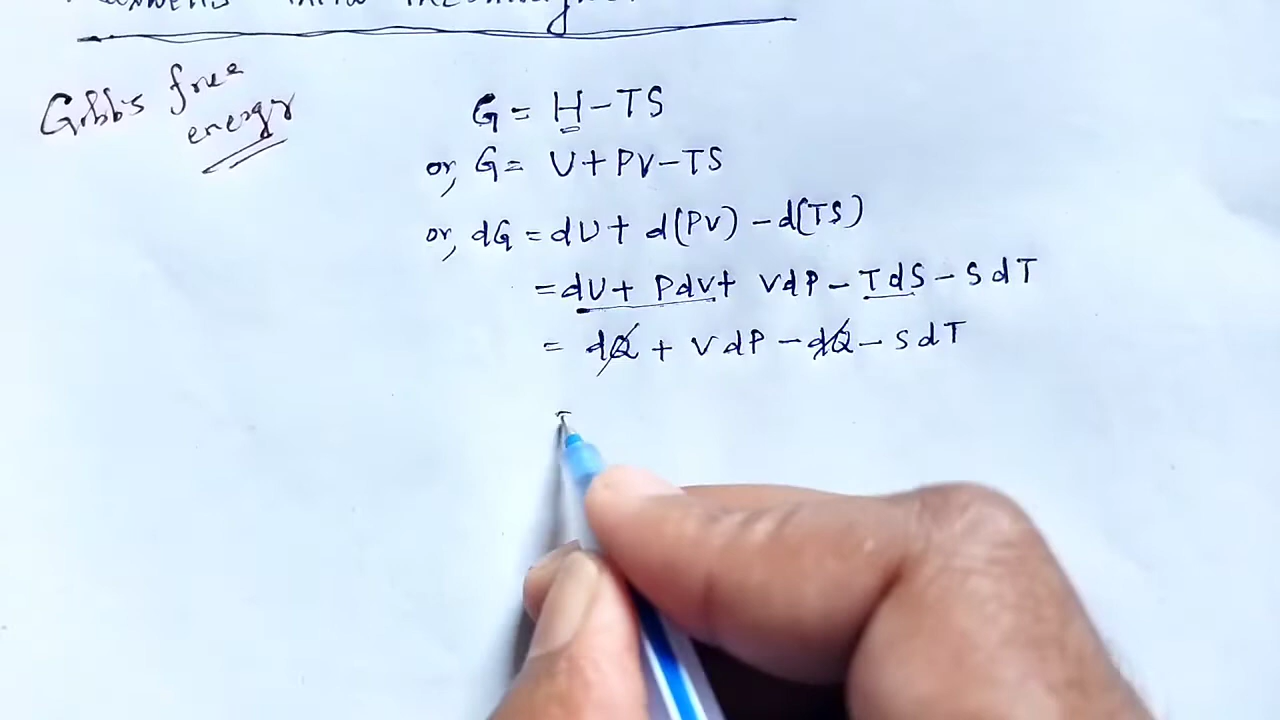 Gibb's free
energy
G = H - TS
or, G = U + PV - TS
or, dG = dU + d(PV) - d(TS)
= dU + PdV + VdP - TdS - SdT
= dQ + VdP - dQ - SdT